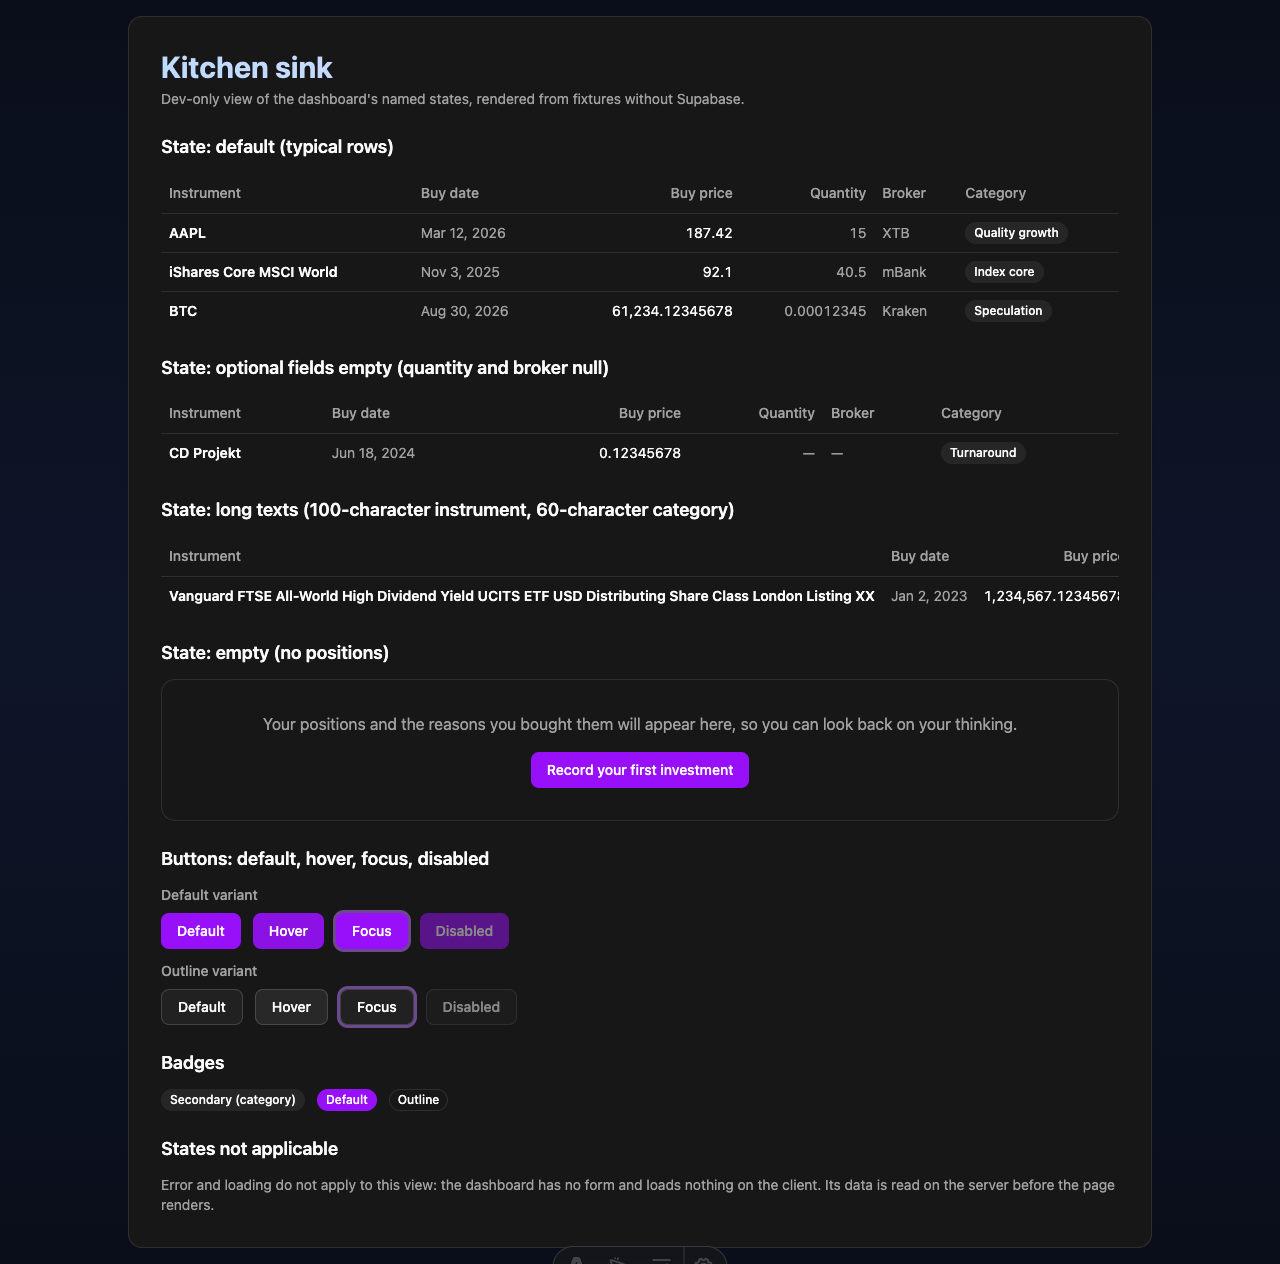 Kitchen sink
Dev-only view of the dashboard's named states, rendered from fixtures without Supabase.
State: default (typical rows)
Instrument Buy date Buy price Quantity Broker Category
AAPL Mar 12, 2026 187.42 15 XTB Quality growth
iShares Core MSCI World Nov 3, 2025 92.1 40.5 mBank Index core
BTC Aug 30, 2026 61,234.12345678 0.00012345 Kraken Speculation
State: optional fields empty (quantity and broker null)
Instrument Buy date Buy price Quantity Broker Category
CD Projekt Jun 18, 2024 0.12345678 — — Turnaround
State: long texts (100-character instrument, 60-character category)
Instrument Buy date Buy price
Vanguard FTSE All-World High Dividend Yield UCITS ETF USD Distributing Share Class London Listing XX Jan 2, 2023 1,234,567.12345678
State: empty (no positions)
Your positions and the reasons you bought them will appear here, so you can look back on your thinking.
Record your first investment
Buttons: default, hover, focus, disabled
Default variant
Default Hover Focus Disabled
Outline variant
Default Hover Focus Disabled
Badges
Secondary (category) Default Outline
States not applicable
Error and loading do not apply to this view: the dashboard has no form and loads nothing on the client. Its data is read on the server before the page
renders.